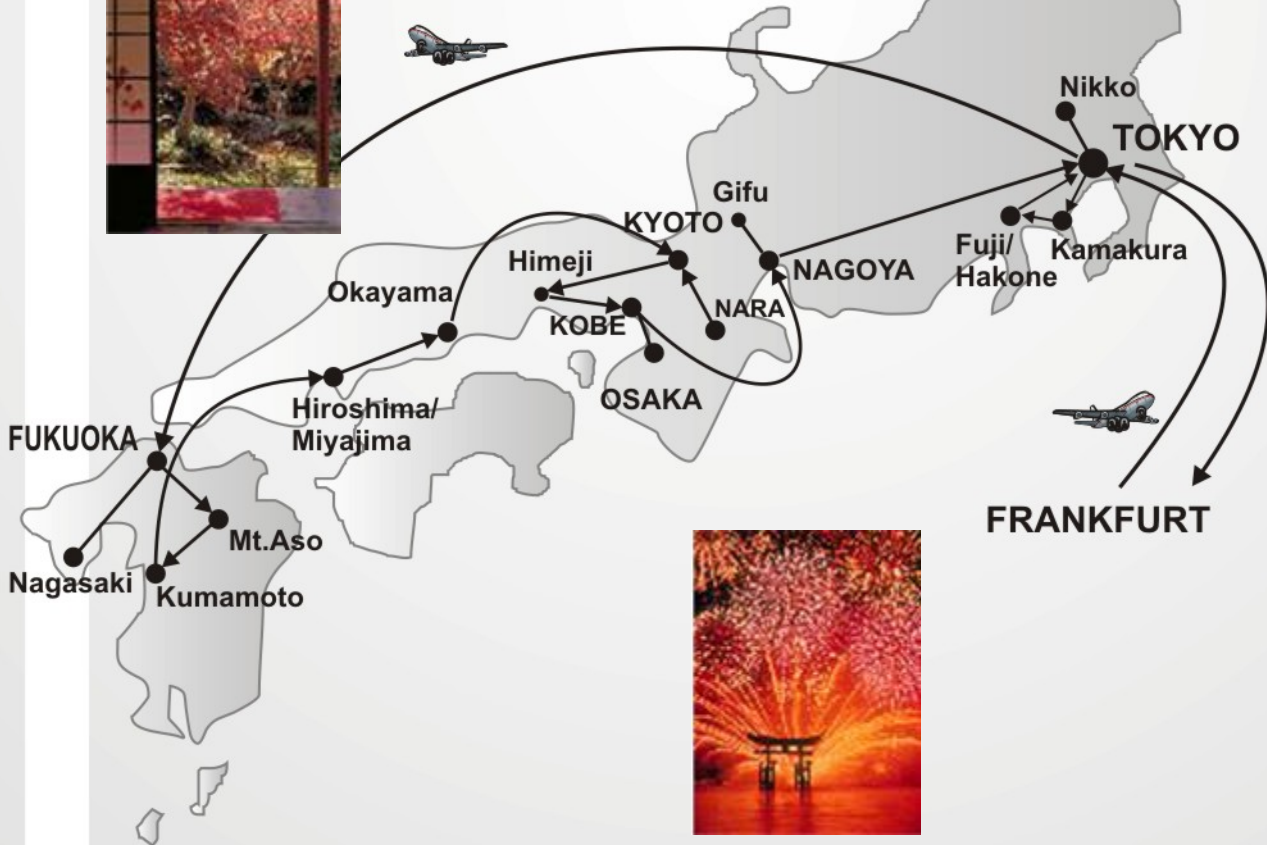 Nikko
TOKYO
Gifu
KYOTO
Fuji/
Hakone
Kamakura
Himeji
NAGOYA
Okayama
NARA
KOBE
OSAKA
Hiroshima/
Miyajima
FUKUOKA
FRANKFURT
Mt.Aso
Nagasaki
Kumamoto